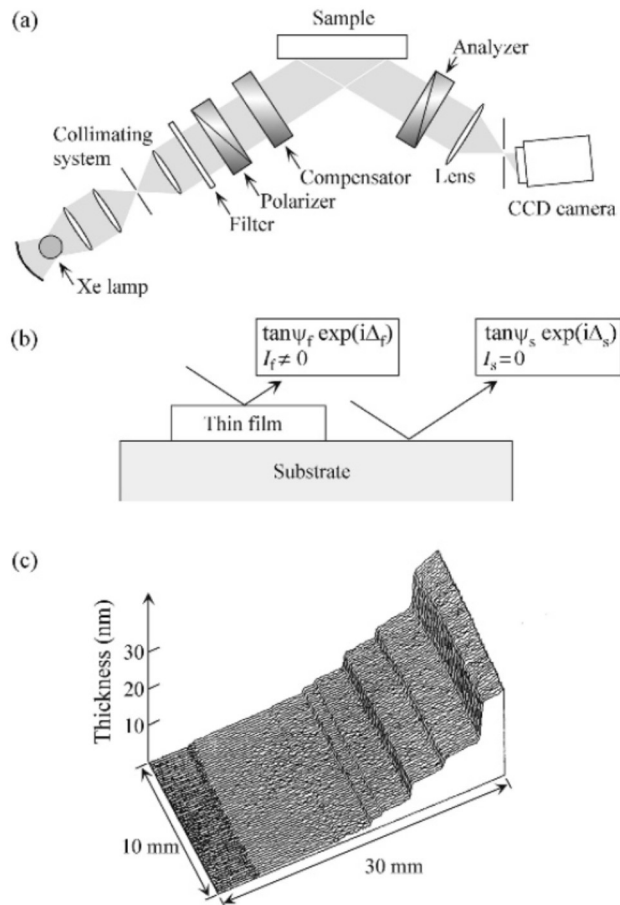 (a)
Sample
Analyzer
Collimating
system
Compensator
Polarizer
Filter
Lens
CCD camera
Xe lamp
(b)
tanψf exp(iΔf)
If ≠ 0
tanψs exp(iΔs)
Is = 0
Thin film
Substrate
(c)
Thickness (nm)
30
20
10
10 mm
30 mm